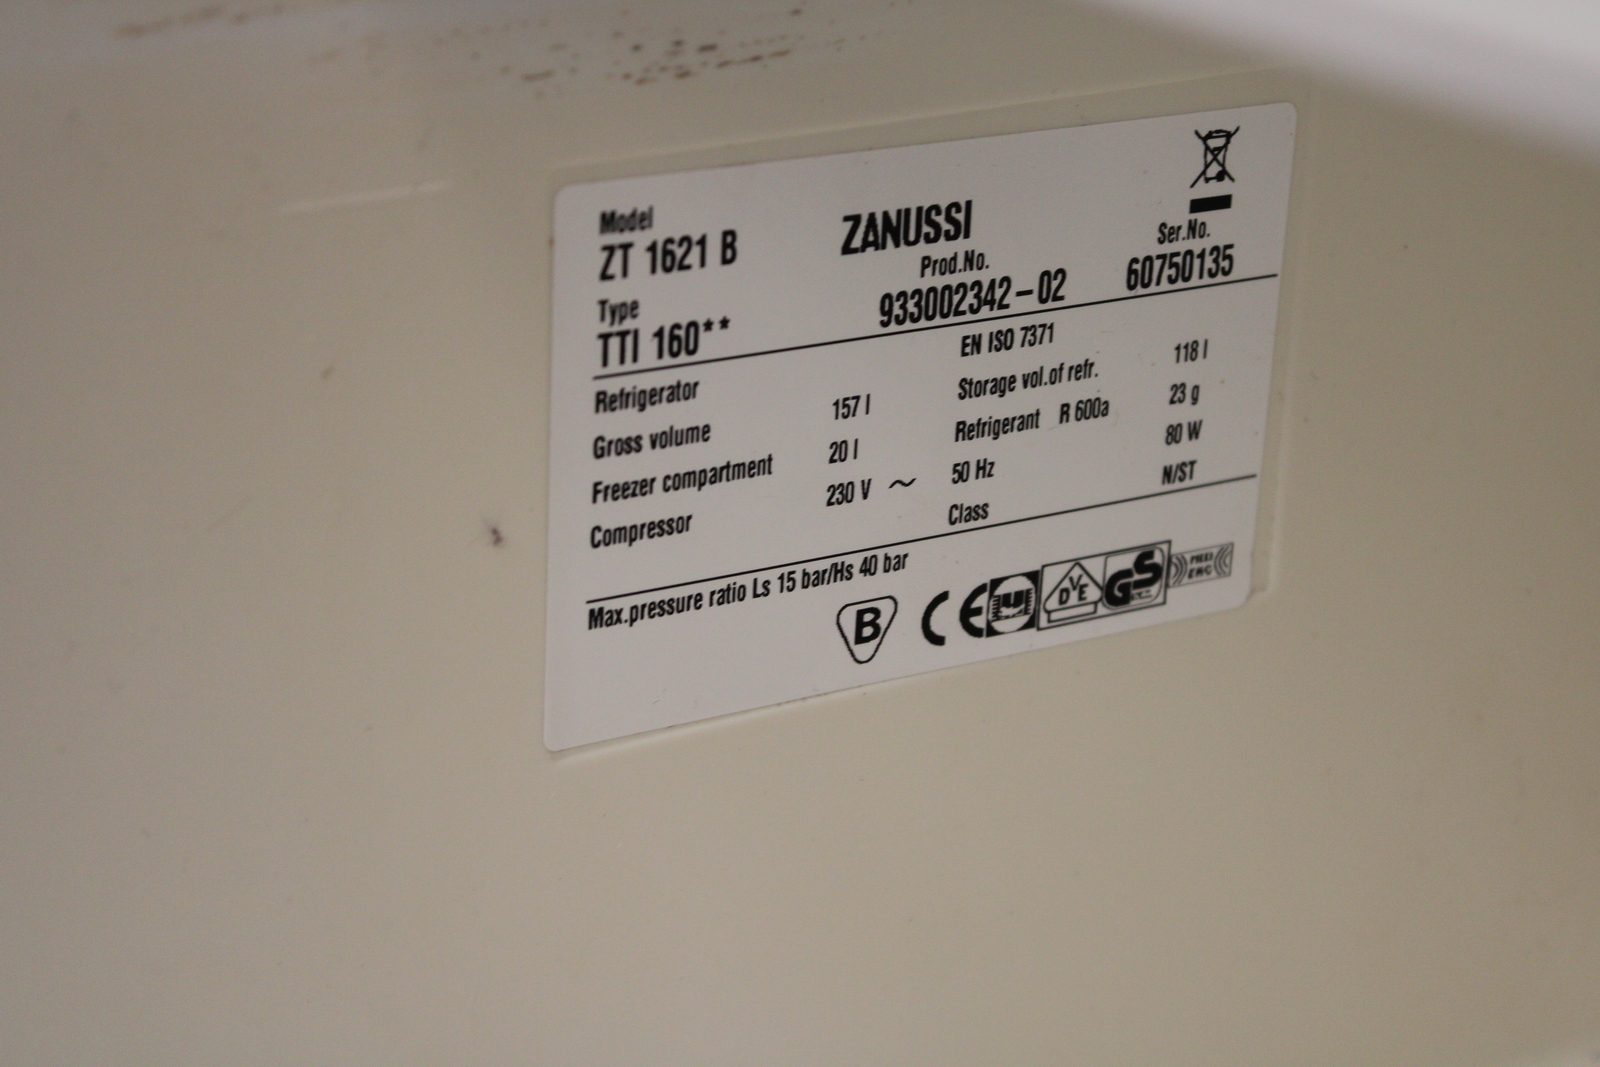 Model
ZT 1621 B
ZANUSSI
Type
TTI 160**
Prod.No.
933002342-02
Ser.No.
60750135
Refrigerator
EN ISO 7371
Gross volume 157 l Storage vol.of refr. 118 l
Freezer compartment 20 l Refrigerant R 600a 23 g
Compressor 230 V ~ 50 Hz 80 W
Class N/ST
Max.pressure ratio Ls 15 bar/Hs 40 bar
B CE DVE GS